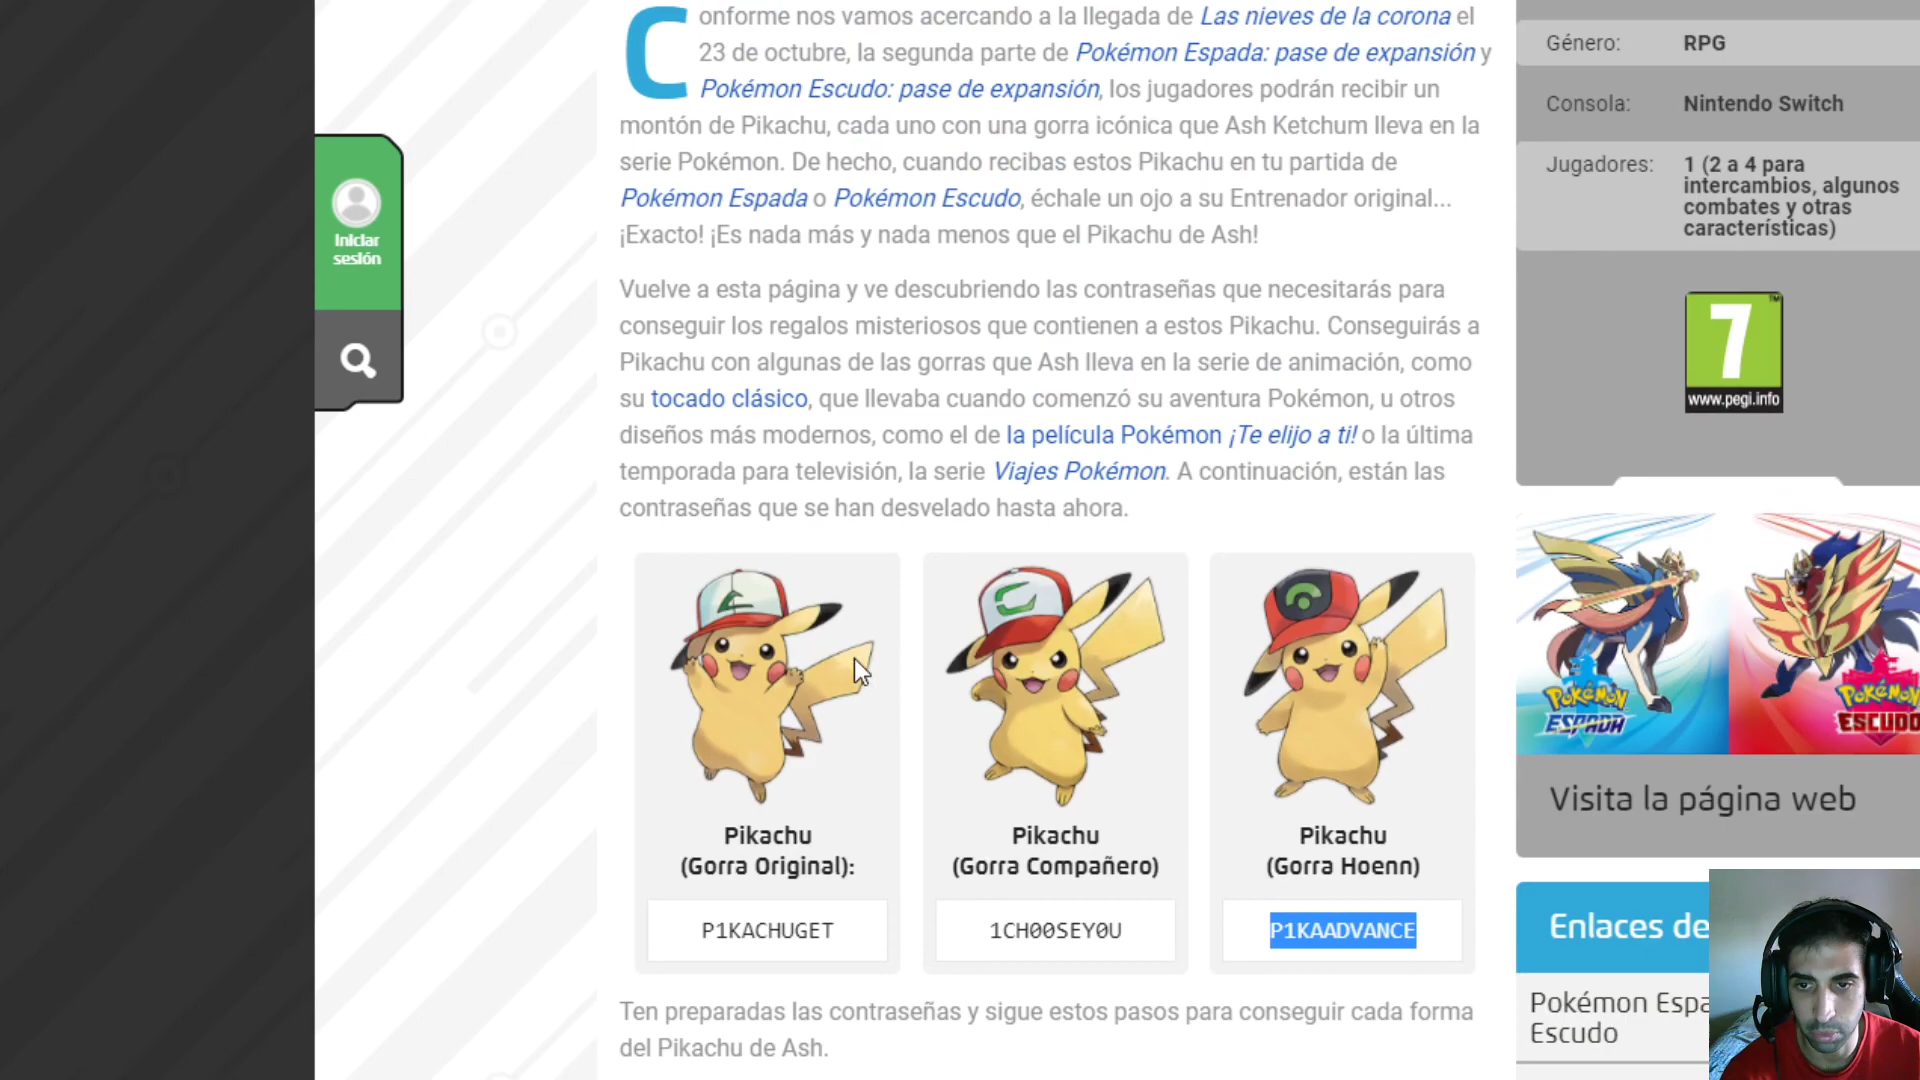 Conforme nos vamos acercando a la llegada de Las nieves de la corona el
23 de octubre, la segunda parte de Pokémon Espada: pase de expansión y
Pokémon Escudo: pase de expansión, los jugadores podrán recibir un
montón de Pikachu, cada uno con una gorra icónica que Ash Ketchum lleva en la
serie Pokémon. De hecho, cuando recibas estos Pikachu en tu partida de
Pokémon Espada o Pokémon Escudo, échale un ojo a su Entrenador original...
¡Exacto! ¡Es nada más y nada menos que el Pikachu de Ash!
Vuelve a esta página y ve descubriendo las contraseñas que necesitarás para
conseguir los regalos misteriosos que contienen a estos Pikachu. Conseguirás a
Pikachu con algunas de las gorras que Ash lleva en la serie de animación, como
su tocado clásico, que llevaba cuando comenzó su aventura Pokémon, u otros
diseños más modernos, como el de la película Pokémon ¡Te elijo a ti! o la última
temporada para televisión, la serie Viajes Pokémon. A continuación, están las
contraseñas que se han desvelado hasta ahora.
Pikachu
(Gorra Original):
P1KACHUGET
Pikachu
(Gorra Compañero)
1CH00SEY0U
Pikachu
(Gorra Hoenn)
P1KAADVANCE
Ten preparadas las contraseñas y sigue estos pasos para conseguir cada forma
del Pikachu de Ash.
Iniciar
sesión
Género: RPG
Consola: Nintendo Switch
Jugadores: 1 (2 a 4 para
intercambios, algunos
combates y otras
características)
7
TM
www.pegi.info
POKéMON
ESPADA
POKéMON
ESCUDO
Visita la página web
Enlaces de
Pokémon Espa
Escudo